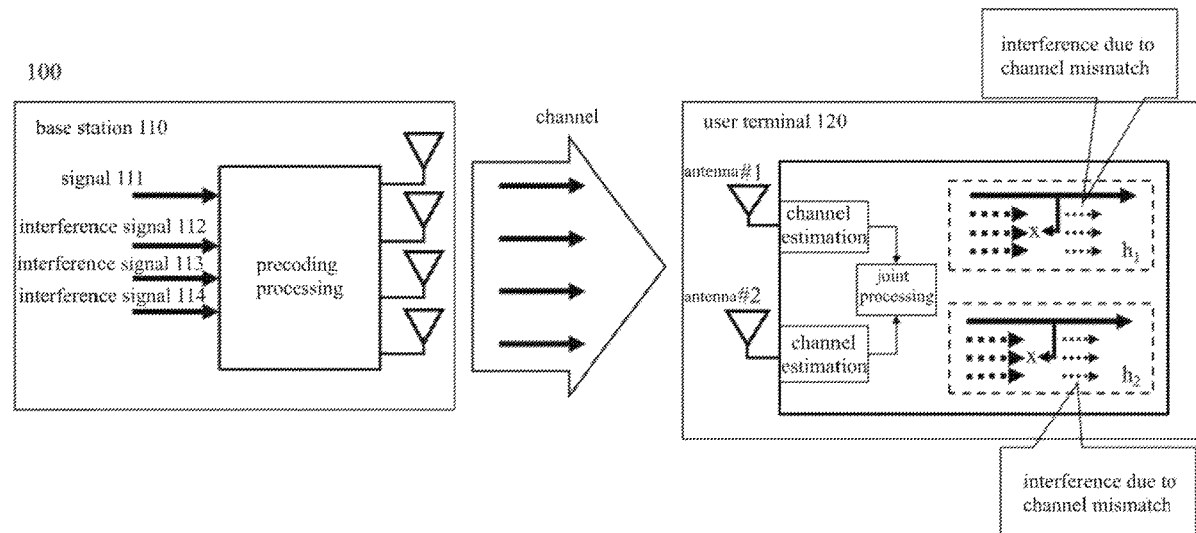 100
base station 110
signal 111
interference signal 112
interference signal 113
interference signal 114
precoding
processing
channel
user terminal 120
antenna#1
antenna#2
channel
estimation
channel
estimation
joint
processing
X
h1
X
h2
interference due to
channel mismatch
interference due to
channel mismatch